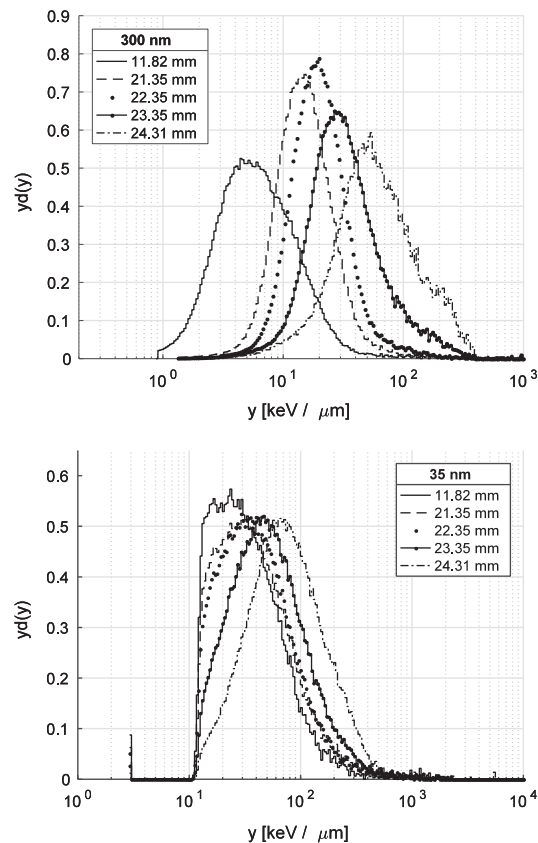 0.9
0.8
0.7
0.6
0.5
0.4
0.3
0.2
0.1
0
yd(y)
300 nm
11.82 mm
21.35 mm
22.35 mm
23.35 mm
24.31 mm
10^0 10^1 10^2 10^3
y [keV / μm]
0.6
0.5
0.4
0.3
0.2
0.1
0
yd(y)
35 nm
11.82 mm
21.35 mm
22.35 mm
23.35 mm
24.31 mm
10^0 10^1 10^2 10^3 10^4
y [keV / μm]